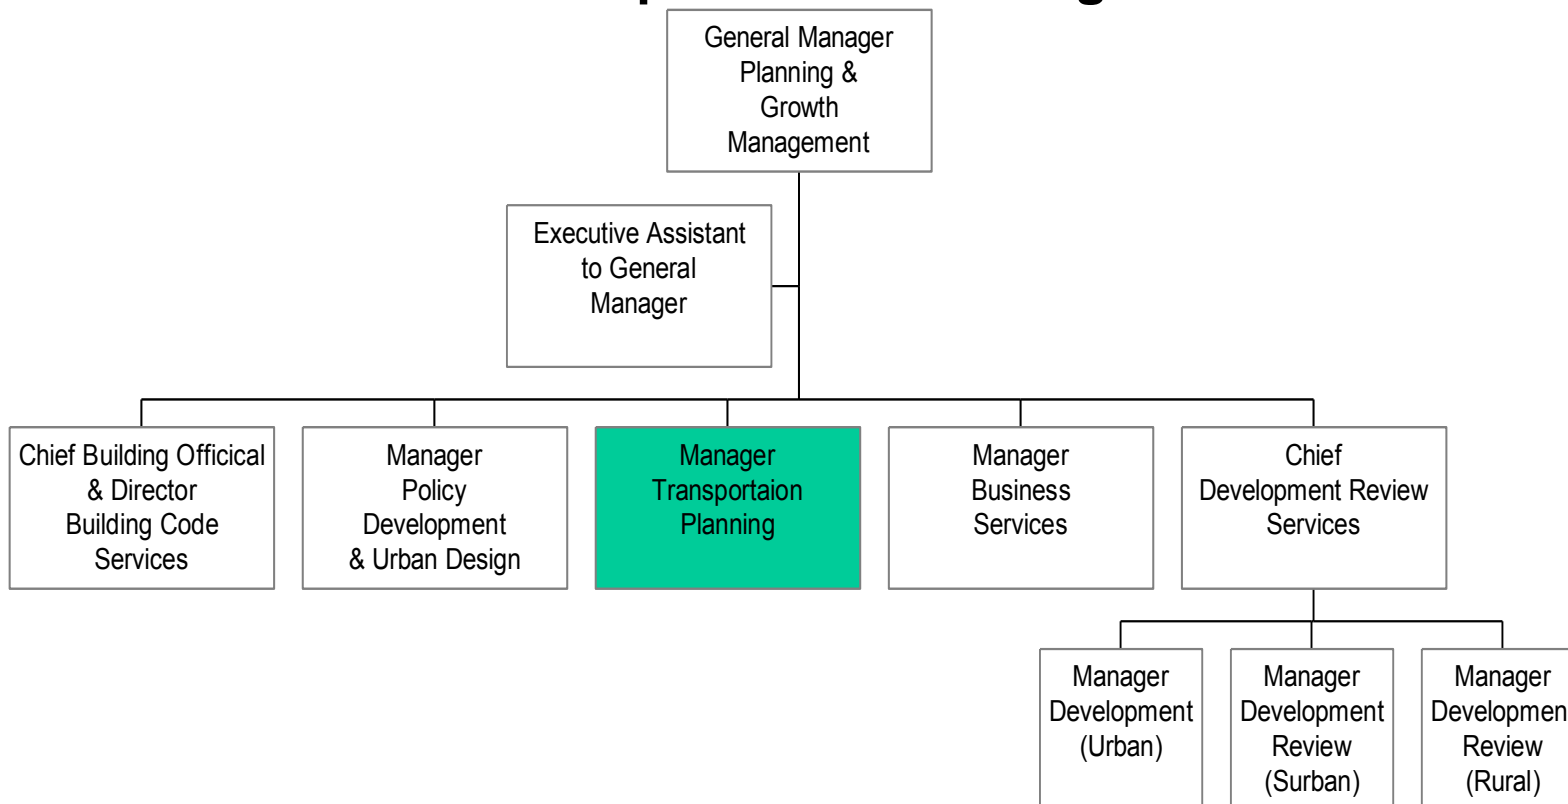 General Manager
Planning &
Growth
Management
Executive Assistant
to General
Manager
Chief Building Officical
& Director
Building Code
Services
Manager
Policy
Development
& Urban Design
Manager
Transportaion
Planning
Manager
Business
Services
Chief
Development Review
Services
Manager
Development
(Urban)
Manager
Development
Review
(Surban)
Manager
Developmen
Review
(Rural)